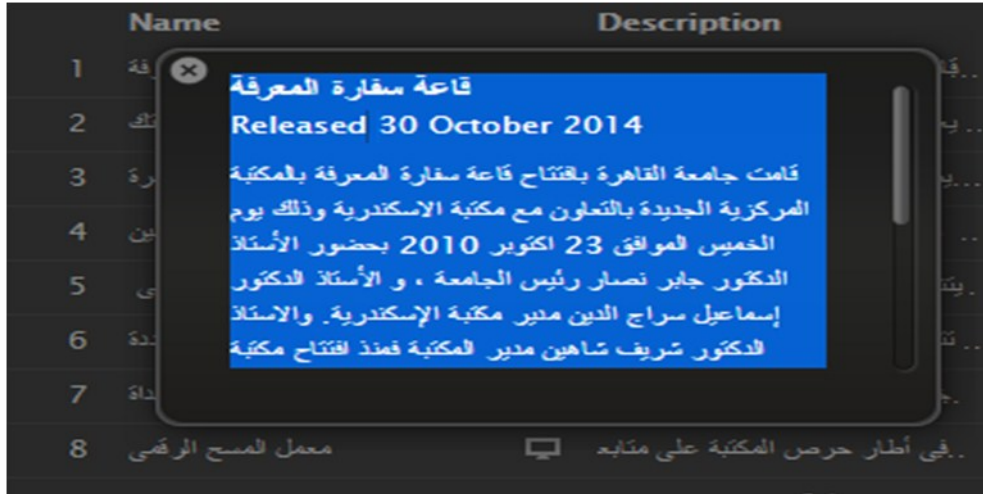 Name Description
1
2
3
4
5
6
7
قاعة سفارة المعرفة
Released 30 October 2014
قامت جامعة القاهرة بافتتاح قاعة سفارة المعرفة بالمكتبة
المركزية الجديدة بالتعاون مع مكتبة الاسكندرية وذلك يوم
الخميس الموافق 23 اكتوبر 2010 بحضور الأستاذ
الدكتور جابر نصار رئيس الجامعة ، و الأستاذ الدكتور
إسماعيل سراج الدين مدير مكتبة الإسكندرية. والاستاذ
الدكتور شريف شاهين مدير المكتبة فمنذ افتتاح مكتبة
8 معمل المسح الرقمى ..فى أطار حرص المكتبة على متابع